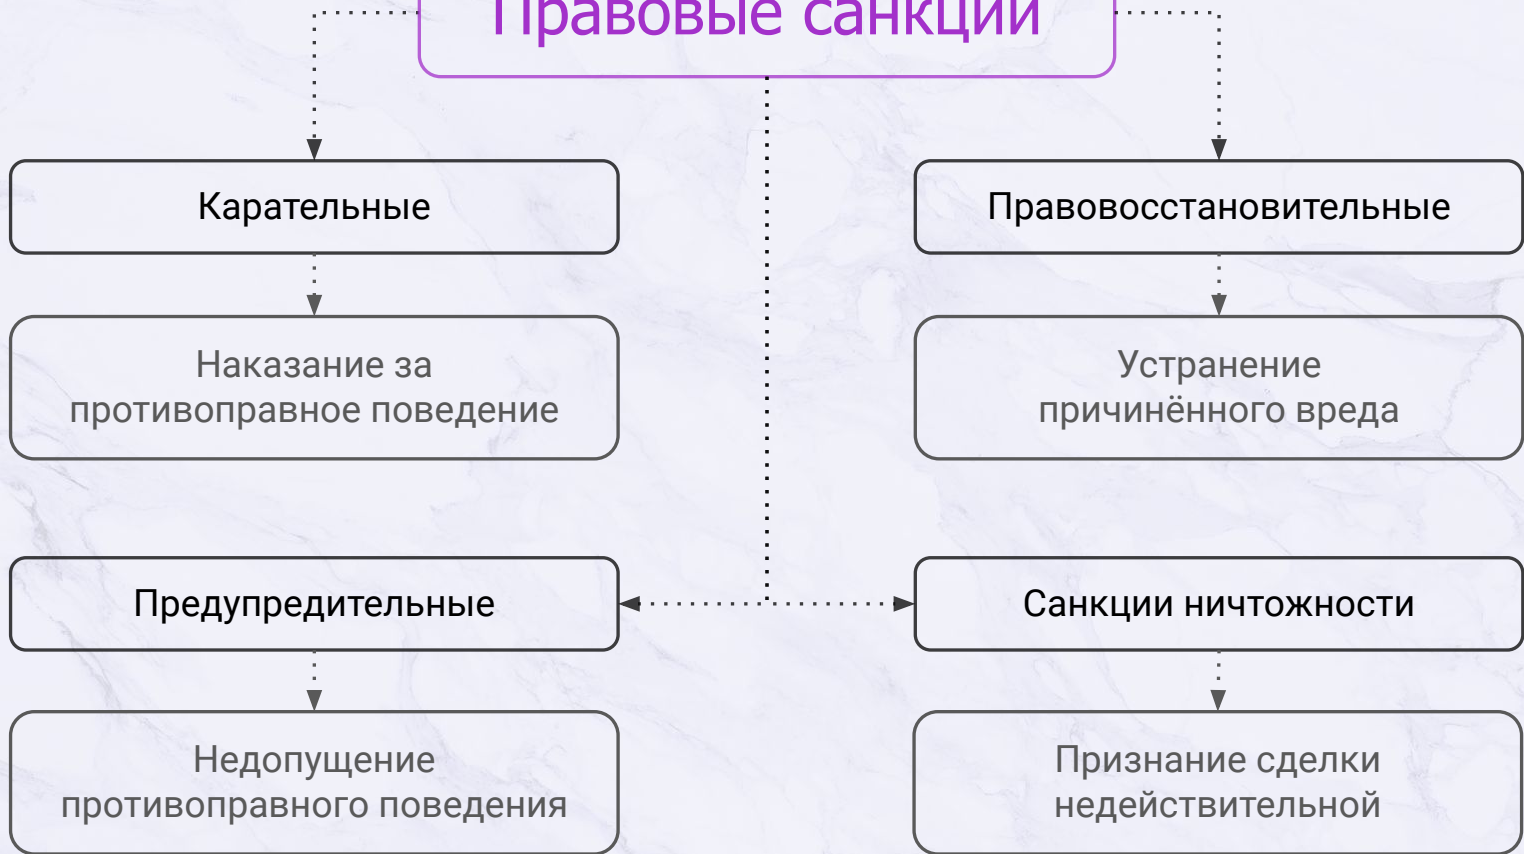 Правовые санкции
Карательные
Правовосстановительные
Наказание за
противоправное поведение
Устранение
причинённого вреда
Предупредительные
Санкции ничтожности
Недопущение
противоправного поведения
Признание сделки
недействительной